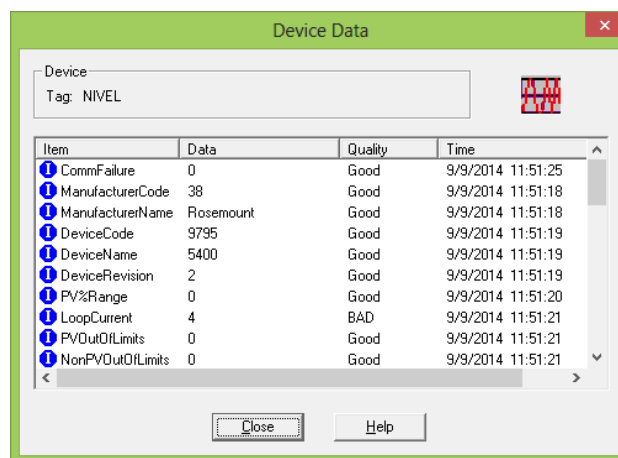 Device Data
Device
Tag: NIVEL
Item Data Quality Time
CommFailure 0 Good 9/9/2014 11:51:25
ManufacturerCode 38 Good 9/9/2014 11:51:18
ManufacturerName Rosemount Good 9/9/2014 11:51:18
DeviceCode 9795 Good 9/9/2014 11:51:19
DeviceName 5400 Good 9/9/2014 11:51:19
DeviceRevision 2 Good 9/9/2014 11:51:19
PV%Range 0 Good 9/9/2014 11:51:20
LoopCurrent 4 BAD 9/9/2014 11:51:21
PVOutOfLimits 0 Good 9/9/2014 11:51:21
NonPVOutOfLimits 0 Good 9/9/2014 11:51:21
Close Help